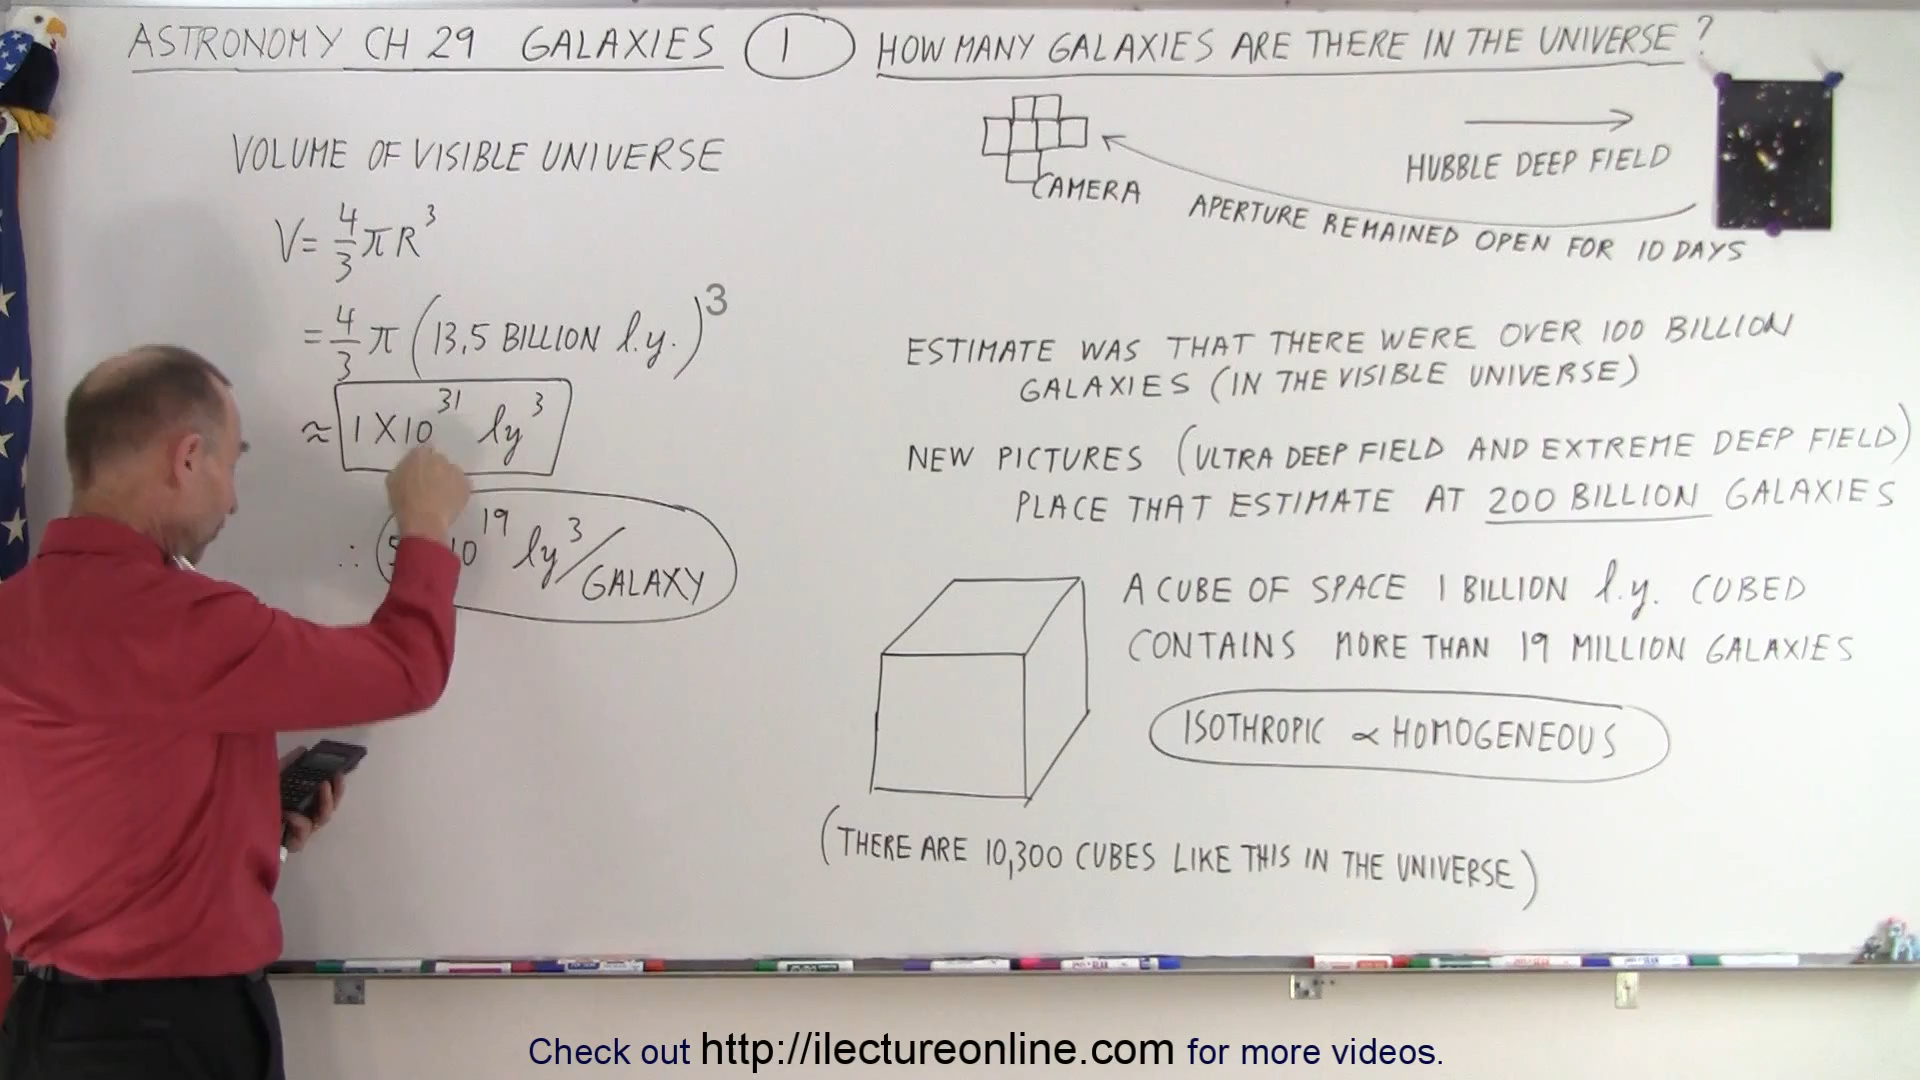 ASTRONOMY CH 29 GALAXIES 1 HOW MANY GALAXIES ARE THERE IN THE UNIVERSE?
VOLUME OF VISIBLE UNIVERSE
V = 4/3 π R³
= 4/3 π (13,5 BILLION l.y.)³
≈ 1 X 10³¹ ly³
∴ 5 10¹⁹ ly³/GALAXY
CAMERA
HUBBLE DEEP FIELD
APERTURE REMAINED OPEN FOR 10 DAYS
ESTIMATE WAS THAT THERE WERE OVER 100 BILLION
GALAXIES (IN THE VISIBLE UNIVERSE)
NEW PICTURES (ULTRA DEEP FIELD AND EXTREME DEEP FIELD)
PLACE THAT ESTIMATE AT 200 BILLION GALAXIES
A CUBE OF SPACE 1 BILLION l.y. CUBED
CONTAINS MORE THAN 19 MILLION GALAXIES
ISOTHROPIC ∝ HOMOGENEOUS
(THERE ARE 10,300 CUBES LIKE THIS IN THE UNIVERSE)
Check out http://ilectureonline.com for more videos.